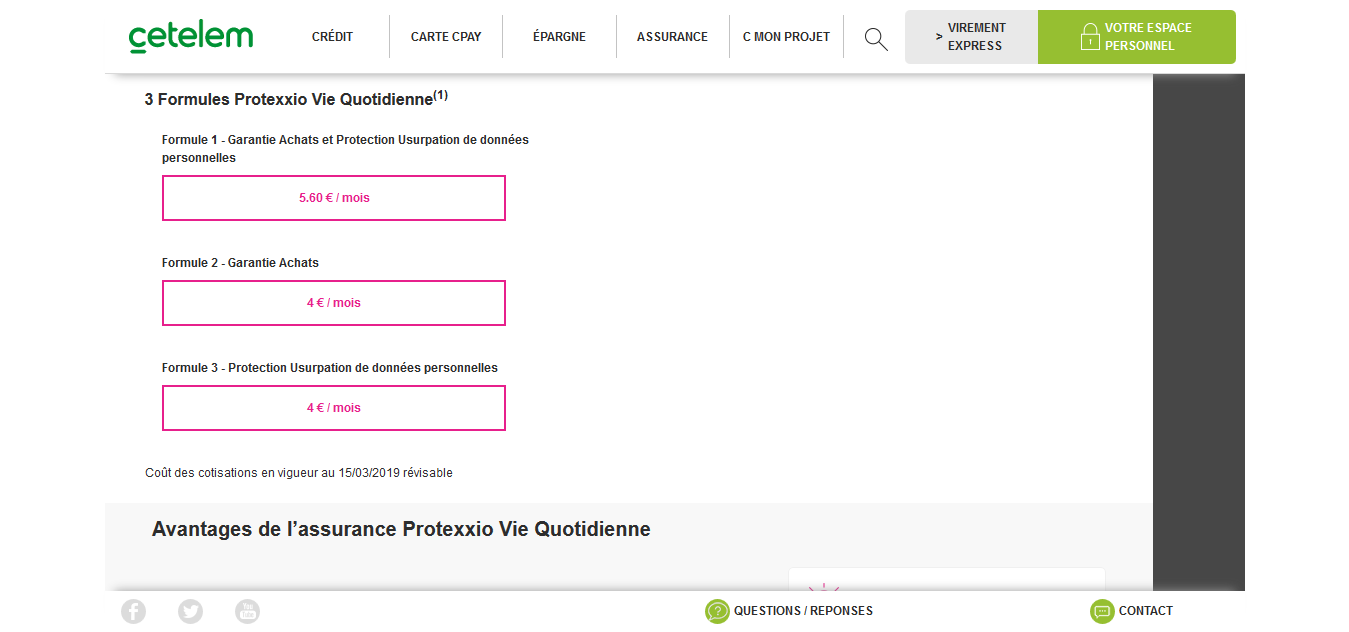 cetelem
CRÉDIT
CARTE CPAY
ÉPARGNE
ASSURANCE
C MON PROJET
> VIREMENT
EXPRESS
VOTRE ESPACE
PERSONNEL
3 Formules Protexxio Vie Quotidienne(1)
Formule 1 - Garantie Achats et Protection Usurpation de données
personnelles
5.60 € / mois
Formule 2 - Garantie Achats
4 € / mois
Formule 3 - Protection Usurpation de données personnelles
4 € / mois
Coût des cotisations en vigueur au 15/03/2019 révisable
Avantages de l’assurance Protexxio Vie Quotidienne
You
Tube
QUESTIONS / REPONSES
CONTACT